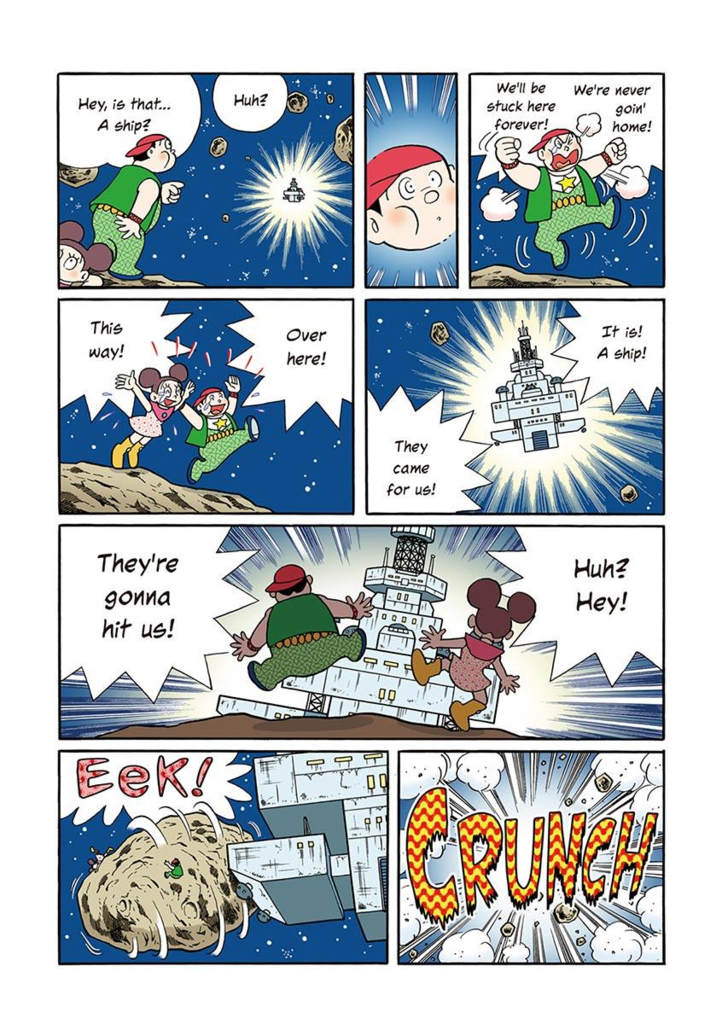 We're never
goin'
home!
We'll be
stuck here
forever!
Huh?
Hey, is that...
A ship?
It is!
A ship!
They
came
for us!
Over
here!
This
way!
Huh?
Hey!
They're
gonna
hit us!
CRUNCH
EeK!